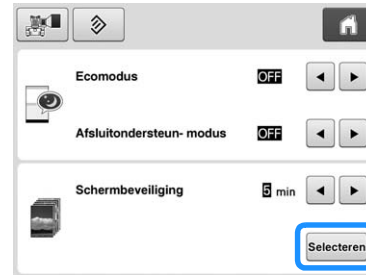 Ecomodus OFF
Afsluitondersteun- modus OFF
Schermbeveiliging 5 min
Selecteren